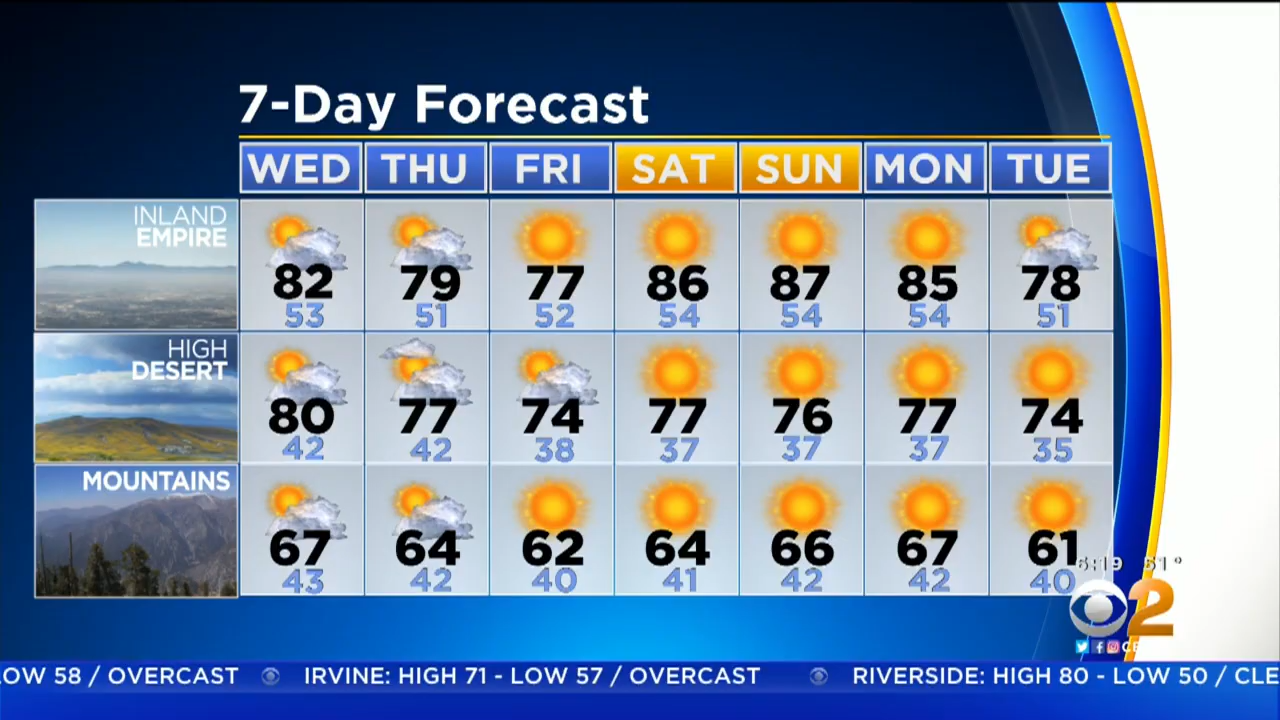 7-Day Forecast
WED THU FRI SAT SUN MON TUE
INLAND
EMPIRE
82 79 77 86 87 85 78
53 51 52 54 54 54 51
HIGH
DESERT
80 77 74 77 76 77 74
42 42 38 37 37 37 35
MOUNTAINS
67 64 62 64 66 67 61
43 42 40 41 42 42 40
6:19 51°
2
OW 58 / OVERCAST IRVINE: HIGH 71 - LOW 57 / OVERCAST RIVERSIDE: HIGH 80 - LOW 50 / CLE